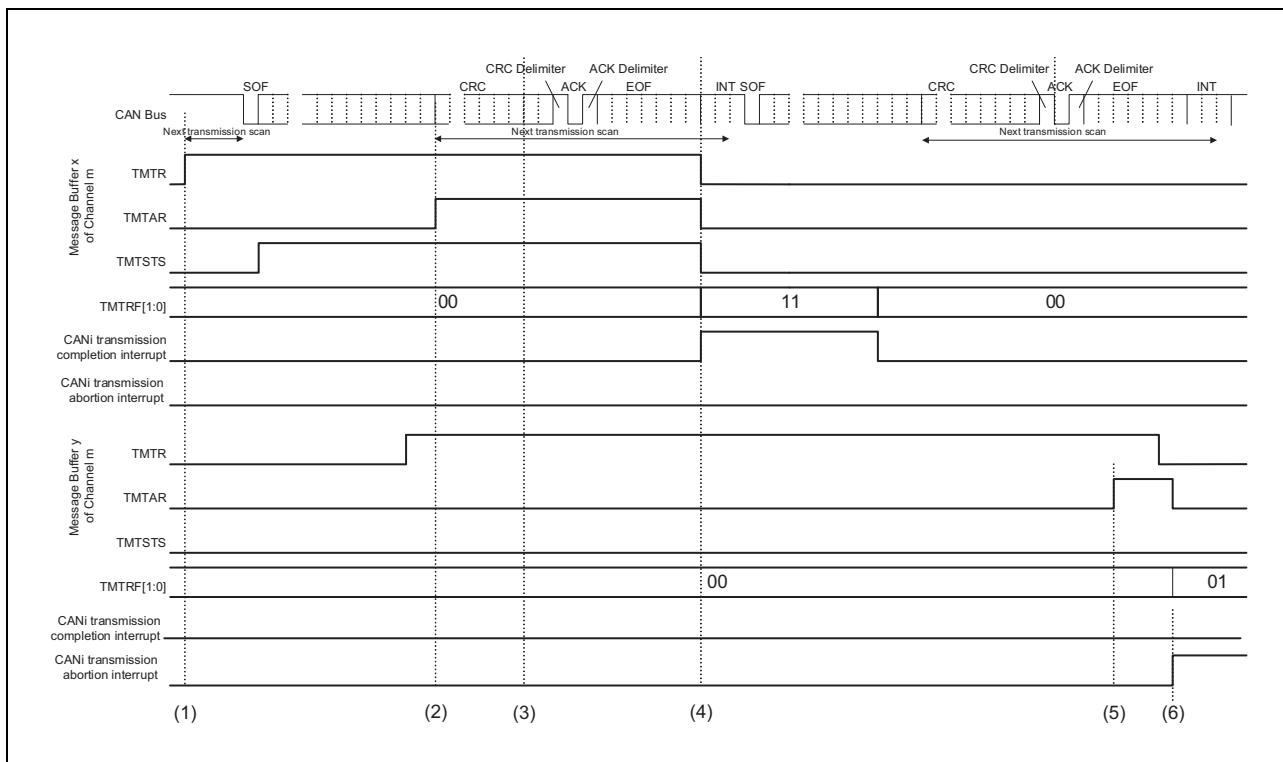 CRC Delimiter ACK Delimiter CRC Delimiter ACK Delimiter
SOF CRC ACK EOF INT SOF CRC ACK EOF INT
CAN Bus
Next transmission scan Next transmission scan Next transmission scan
Message Buffer x
of Channel m
TMTR
TMTAR
TMTSTS
TMTRF[1:0] 00 11 00
CANi transmission
completion interrupt
CANi transmission
abortion interrupt
Message Buffer y
of Channel m
TMTR
TMTAR
TMTSTS
TMTRF[1:0] 00 01
CANi transmission
completion interrupt
CANi transmission
abortion interrupt
(1) (2) (3) (4) (5) (6)